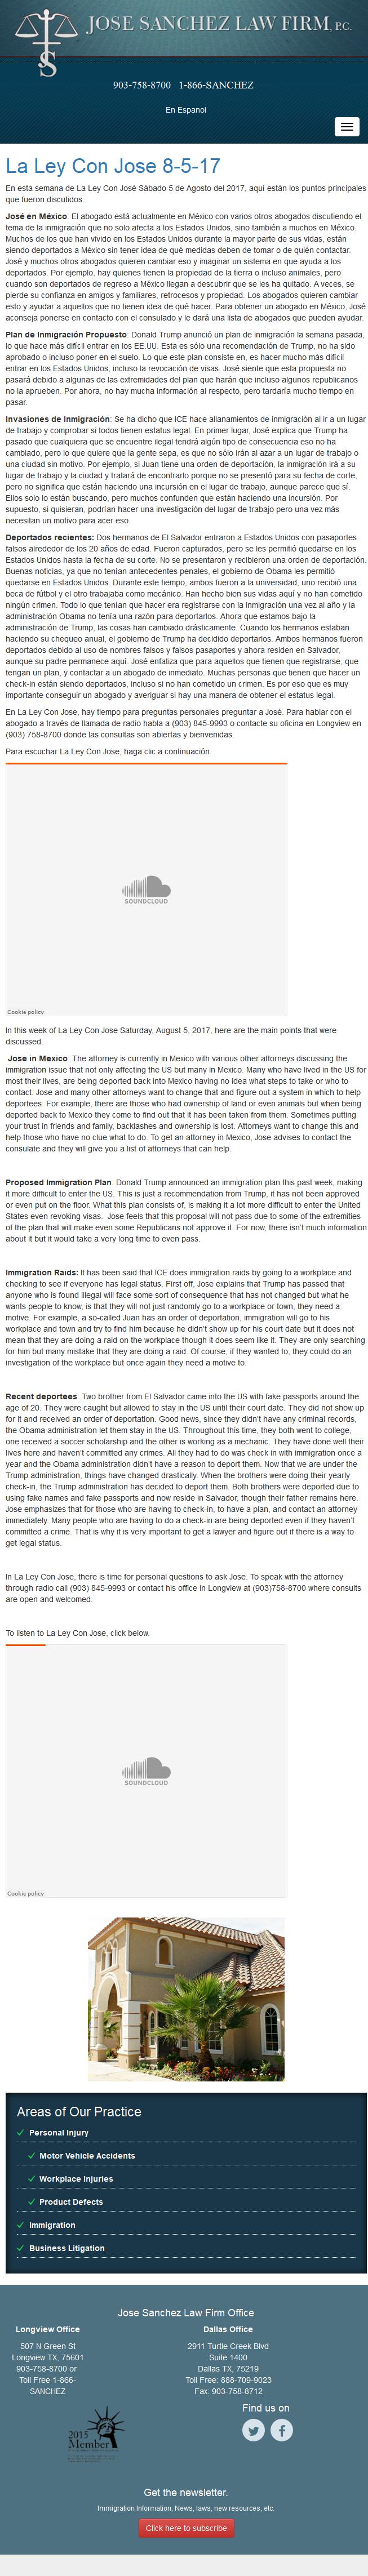 JOSE SANCHEZ LAW FIRM, P.C.
JS
903-758-8700 1-866-SANCHEZ
En Espanol
La Ley Con Jose 8-5-17
En esta semana de La Ley Con José Sábado 5 de Agosto del 2017, aquí están los puntos principales
que fueron discutidos.
José en México: El abogado está actualmente en México con varios otros abogados discutiendo el
tema de la inmigración que no solo afecta a los Estados Unidos, sino también a muchos en México.
Muchos de los que han vivido en los Estados Unidos durante la mayor parte de sus vidas, están
siendo deportados a México sin tener idea de qué medidas deben de tomar o de quién contactar.
José y muchos otros abogados quieren cambiar eso y imaginar un sistema en que ayuda a los
deportados. Por ejemplo, hay quienes tienen la propiedad de la tierra o incluso animales, pero
cuando son deportados de regreso a México llegan a descubrir que se les ha quitado. A veces, se
pierde su confianza en amigos y familiares, retrocesos y propiedad. Los abogados quieren cambiar
esto y ayudar a aquellos que no tienen idea de qué hacer. Para obtener un abogado en México, José
aconseja ponerse en contacto con el consulado y le dará una lista de abogados que pueden ayudar.
Plan de Inmigración Propuesto: Donald Trump anunció un plan de inmigración la semana pasada,
lo que hace más difícil entrar en los EE.UU. Esta es sólo una recomendación de Trump, no ha sido
aprobado o incluso poner en el suelo. Lo que este plan consiste en, es hacer mucho más difícil
entrar en los Estados Unidos, incluso la revocación de visas. José siente que esta propuesta no
pasará debido a algunas de las extremidades del plan que harán que incluso algunos republicanos
no la aprueben. Por ahora, no hay mucha información al respecto, pero tardaría mucho tiempo en
pasar.
Invasiones de Inmigración: Se ha dicho que ICE hace allanamientos de inmigración al ir a un lugar
de trabajo y comprobar si todos tienen estatus legal. En primer lugar, José explica que Trump ha
pasado que cualquiera que se encuentre ilegal tendrá algún tipo de consecuencia eso no ha
cambiado, pero lo que quiere que la gente sepa, es que no sólo irán al azar a un lugar de trabajo o
una ciudad sin motivo. Por ejemplo, si Juan tiene una orden de deportación, la inmigración irá a su
lugar de trabajo y la ciudad y tratará de encontrarlo porque no se presentó para su fecha de corte,
pero no significa que están haciendo una incursión en el lugar de trabajo, aunque parece que sí.
Ellos solo lo están buscando, pero muchos confunden que están haciendo una incursión. Por
supuesto, si quisieran, podrían hacer una investigación del lugar de trabajo pero una vez más
necesitan un motivo para acer eso.
Deportados recientes: Dos hermanos de El Salvador entraron a Estados Unidos con pasaportes
falsos alrededor de los 20 años de edad. Fueron capturados, pero se les permitió quedarse en los
Estados Unidos hasta la fecha de su corte. No se presentaron y recibieron una orden de deportación.
Buenas noticias, ya que no tenían antecedentes penales, el gobierno de Obama les permitió
quedarse en Estados Unidos. Durante este tiempo, ambos fueron a la universidad, uno recibió una
beca de fútbol y el otro trabajaba como mecánico. Han hecho bien sus vidas aquí y no han cometido
ningún crimen. Todo lo que tenían que hacer era registrarse con la inmigración una vez al año y la
administración Obama no tenía una razón para deportarlos. Ahora que estamos bajo la
administración de Trump, las cosas han cambiado drásticamente. Cuando los hermanos estaban
haciendo su chequeo anual, el gobierno de Trump ha decidido deportarlos. Ambos hermanos fueron
deportados debido al uso de nombres falsos y falsos pasaportes y ahora residen en Salvador,
aunque su padre permanece aquí. José enfatiza que para aquellos que tienen que registrarse, que
tengan un plan, y contactar a un abogado de inmediato. Muchas personas que tienen que hacer un
check-in están siendo deportados, incluso si no han cometido un crimen. Es por eso que es muy
importante conseguir un abogado y averiguar si hay una manera de obtener el estatus legal.
En La Ley Con Jose, hay tiempo para preguntas personales preguntar a José. Para hablar con el
abogado a través de llamada de radio habla a (903) 845-9993 o contacte su oficina en Longview en
(903) 758-8700 donde las consultas son abiertas y bienvenidas.
Para escuchar La Ley Con Jose, haga clic a continuación.
SOUNDCLOUD
Cookie policy
In this week of La Ley Con Jose Saturday, August 5, 2017, here are the main points that were
discussed.
Jose in Mexico: The attorney is currently in Mexico with various other attorneys discussing the
immigration issue that not only affecting the US but many in Mexico. Many who have lived in the US for
most their lives, are being deported back into Mexico having no idea what steps to take or who to
contact. Jose and many other attorneys want to change that and figure out a system in which to help
deportees. For example, there are those who had ownership of land or even animals but when being
deported back to Mexico they come to find out that it has been taken from them. Sometimes putting
your trust in friends and family, backlashes and ownership is lost. Attorneys want to change this and
help those who have no clue what to do. To get an attorney in Mexico, Jose advises to contact the
consulate and they will give you a list of attorneys that can help.
Proposed Immigration Plan: Donald Trump announced an immigration plan this past week, making
it more difficult to enter the US. This is just a recommendation from Trump, it has not been approved
or even put on the floor. What this plan consists of, is making it a lot more difficult to enter the United
States even revoking visas. Jose feels that this proposal will not pass due to some of the extremities
of the plan that will make even some Republicans not approve it. For now, there isn't much information
about it but it would take a very long time to even pass.
Immigration Raids: It has been said that ICE does immigration raids by going to a workplace and
checking to see if everyone has legal status. First off, Jose explains that Trump has passed that
anyone who is found illegal will face some sort of consequence that has not changed but what he
wants people to know, is that they will not just randomly go to a workplace or town, they need a
motive. For example, a so-called Juan has an order of deportation, immigration will go to his
workplace and town and try to find him because he didn't show up for his court date but it does not
mean that they are doing a raid on the workplace though it does seem like it. They are only searching
for him but many mistake that they are doing a raid. Of course, if they wanted to, they could do an
investigation of the workplace but once again they need a motive to.
Recent deportees: Two brother from El Salvador came into the US with fake passports around the
age of 20. They were caught but allowed to stay in the US until their court date. They did not show up
for it and received an order of deportation. Good news, since they didn't have any criminal records,
the Obama administration let them stay in the US. Throughout this time, they both went to college,
one received a soccer scholarship and the other is working as a mechanic. They have done well their
lives here and haven't committed any crimes. All they had to do was check in with immigration once a
year and the Obama administration didn't have a reason to deport them. Now that we are under the
Trump administration, things have changed drastically. When the brothers were doing their yearly
check-in, the Trump administration has decided to deport them. Both brothers were deported due to
using fake names and fake passports and now reside in Salvador, though their father remains here.
Jose emphasizes that for those who are having to check-in, to have a plan, and contact an attorney
immediately. Many people who are having to do a check-in are being deported even if they haven't
committed a crime. That is why it is very important to get a lawyer and figure out if there is a way to
get legal status.
In La Ley Con Jose, there is time for personal questions to ask Jose. To speak with the attorney
through radio call (903) 845-9993 or contact his office in Longview at (903)758-8700 where consults
are open and welcomed.
To listen to La Ley Con Jose, click below.
SOUNDCLOUD
Cookie policy
Areas of Our Practice
Personal Injury
Motor Vehicle Accidents
Workplace Injuries
Product Defects
Immigration
Business Litigation
Jose Sanchez Law Firm Office
Longview Office
507 N Green St
Longview TX, 75601
903-758-8700 or
Toll Free 1-866-
SANCHEZ
Dallas Office
2911 Turtle Creek Blvd
Suite 1400
Dallas TX, 75219
Toll Free: 888-709-9023
Fax: 903-758-8712
2015
Member
Find us on
Get the newsletter.
Immigration Information, News, laws, new resources, etc.
Click here to subscribe